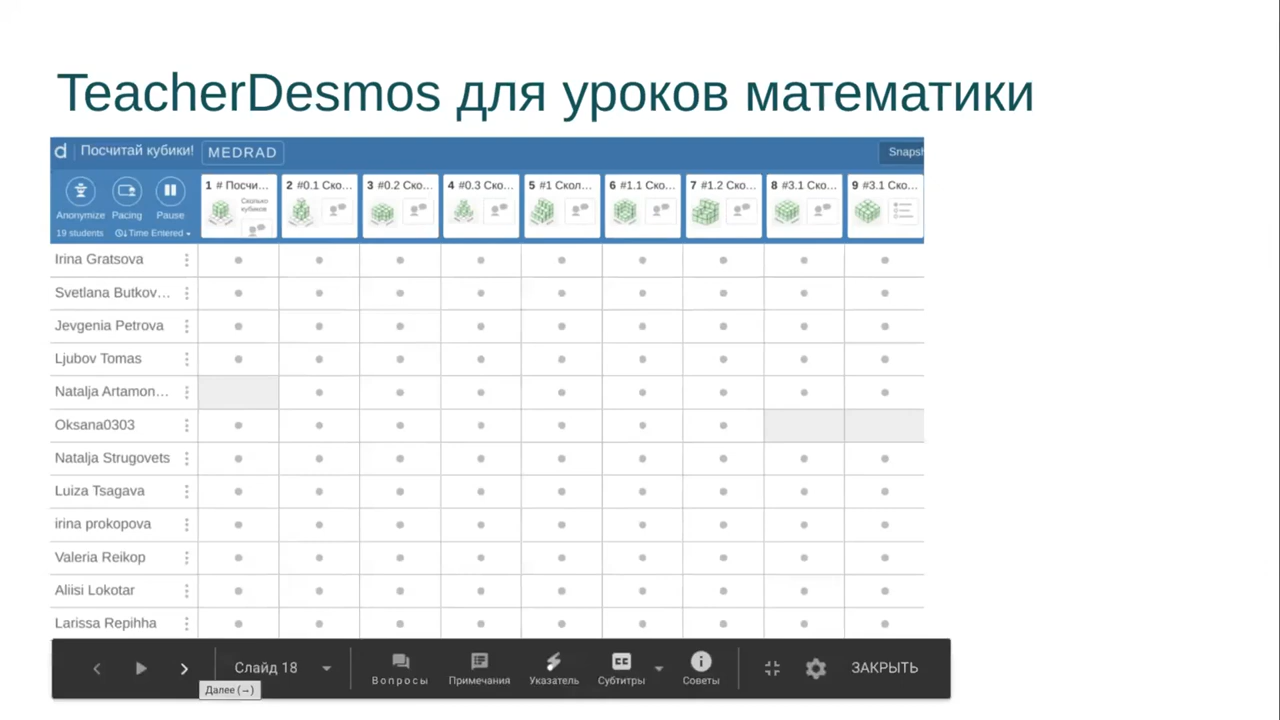 TeacherDesmos для уроков математики
d Посчитай кубики! MEDRAD Snapsh
Anonymize Pacing Pause
19 students Time Entered
1 # Посчи... 2 #0.1 Ско... 3 #0.2 Ско... 4 #0.3 Ско... 5 #1 Скол... 6 #1.1 Ско... 7 #1.2 Ско... 8 #3.1 Ско... 9 #3.1 Ско...
Сколько
кубиков
Irina Gratsova
Svetlana Butkov...
Jevgenia Petrova
Ljubov Tomas
Natalja Artamon...
Oksana0303
Natalja Strugovets
Luiza Tsagava
irina prokopova
Valeria Reikop
Aliisi Lokotar
Larissa Repihha
Слайд 18 Вопросы Примечания Указатель CC Субтитры Советы ЗАКРЫТЬ
Далее (→)